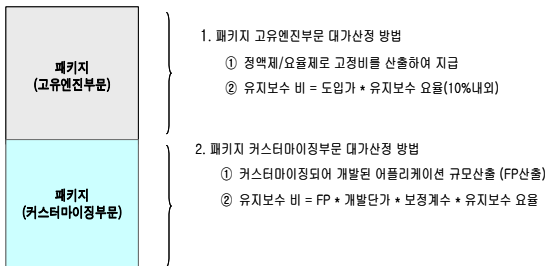 패키지
(고유엔진부문)
1. 패키지 고유엔진부문 대가산정 방법
① 정액제/요율제로 고정비를 산출하여 지급
② 유지보수 비 = 도입가 * 유지보수 요율(10%내외)
패키지
(커스터마이징부문)
2. 패키지 커스터마이징부문 대가산정 방법
① 커스터마이징되어 개발된 어플리케이션 규모산출 (FP산출)
② 유지보수 비 = FP * 개발단가 * 보정계수 * 유지보수 요율